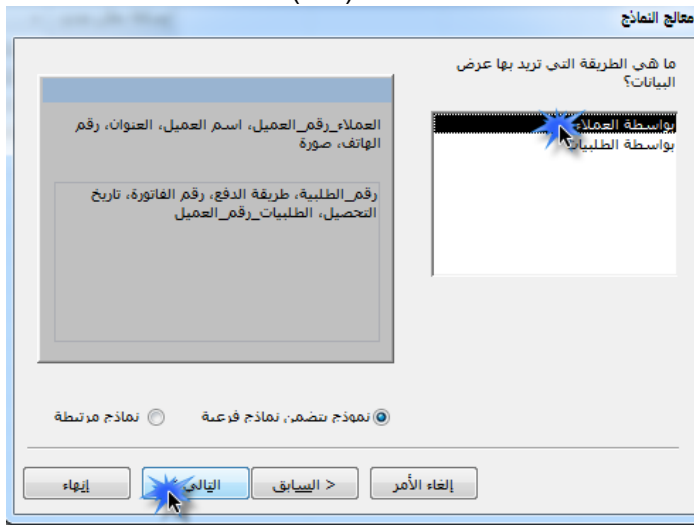 معالج النماذج
ما هي الطريقة التي تريد بها عرض
البيانات؟
بواسطة العملاء
بواسطة الطلبيات
العملاء_رقم_العميل، اسم العميل، العنوان، رقم
الهاتف، صورة
رقم_الطلبية، طريقة الدفع، رقم الفاتورة، تاريخ
التحصيل، الطلبيات_رقم_العميل
نموذج يتضمن نماذج فرعية
نماذج مرتبطة
إلغاء الأمر
< السابق
التالي
إنهاء